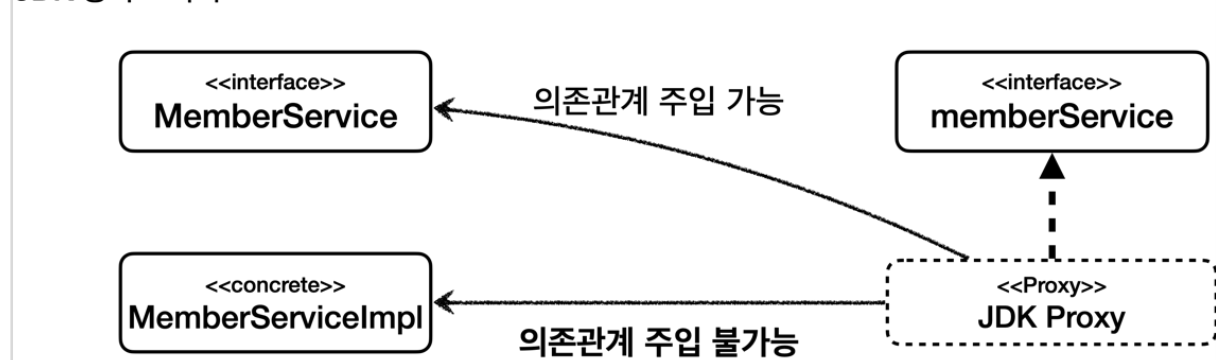 <<interface>>
MemberService
의존관계 주입 가능
<<interface>>
memberService
<<concrete>>
MemberServiceImpl
의존관계 주입 불가능
<<Proxy>>
JDK Proxy